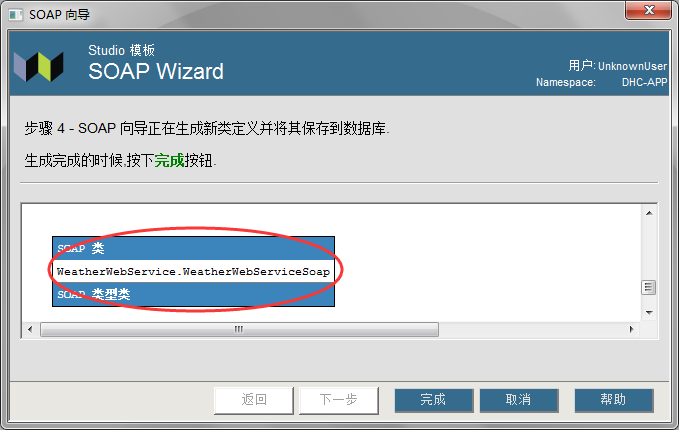 SOAP 向导
Studio 模板
SOAP Wizard
用户: UnknownUser
Namespace: DHC-APP
步骤 4 - SOAP 向导正在生成新类定义并将其保存到数据库.
生成完成的时候,按下完成按钮.
SOAP 类
WeatherWebService.WeatherWebServiceSoap
SOAP 类型类
返回 下一步 完成 取消 帮助